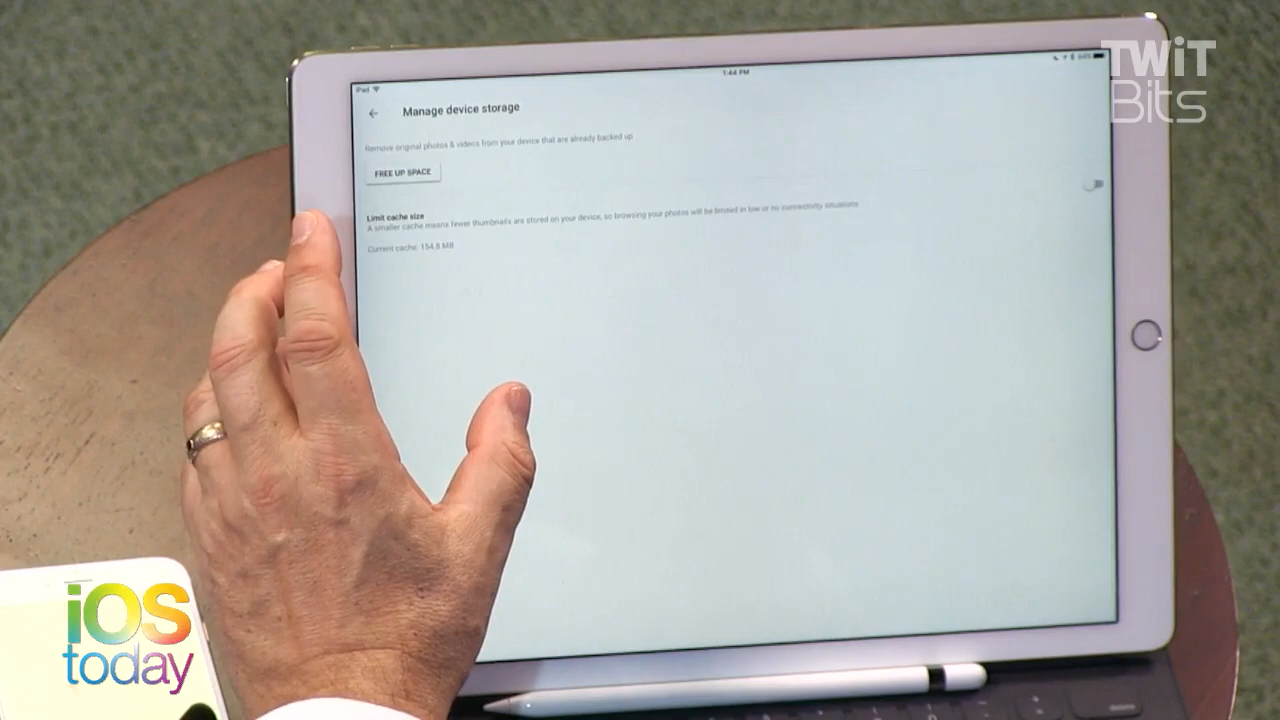 TWiT
Bits
iPad
1:44 PM
94%
Manage device storage
Remove original photos & videos from your device that are already backed up
FREE UP SPACE
Limit cache size
A smaller cache means fewer thumbnails are stored on your device, so browsing your photos will be limited in low or no connectivity situations
Current cache: 154.8 MB
iOS
today
delete